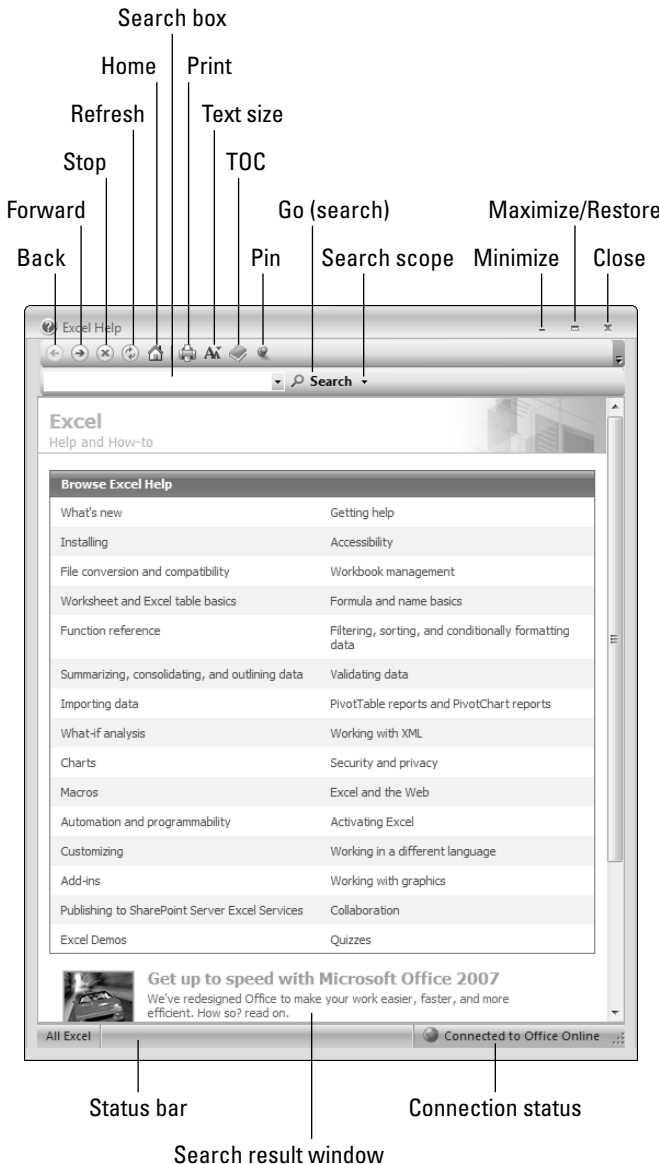 Search box
Home Print
Refresh Text size
Stop TOC
Forward Go (search) Maximize/Restore
Back Pin Search scope Minimize Close
Excel Help
Search
Excel
Help and How-to
Browse Excel Help
What's new Getting help
Installing Accessibility
File conversion and compatibility Workbook management
Worksheet and Excel table basics Formula and name basics
Function reference Filtering, sorting, and conditionally formatting
data
Summarizing, consolidating, and outlining data Validating data
Importing data PivotTable reports and PivotChart reports
What-if analysis Working with XML
Charts Security and privacy
Macros Excel and the Web
Automation and programmability Activating Excel
Customizing Working in a different language
Add-ins Working with graphics
Publishing to SharePoint Server Excel Services Collaboration
Excel Demos Quizzes
Get up to speed with Microsoft Office 2007
We've redesigned Office to make your work easier, faster, and more
efficient. How so? read on.
All Excel Connected to Office Online
Status bar Connection status
Search result window